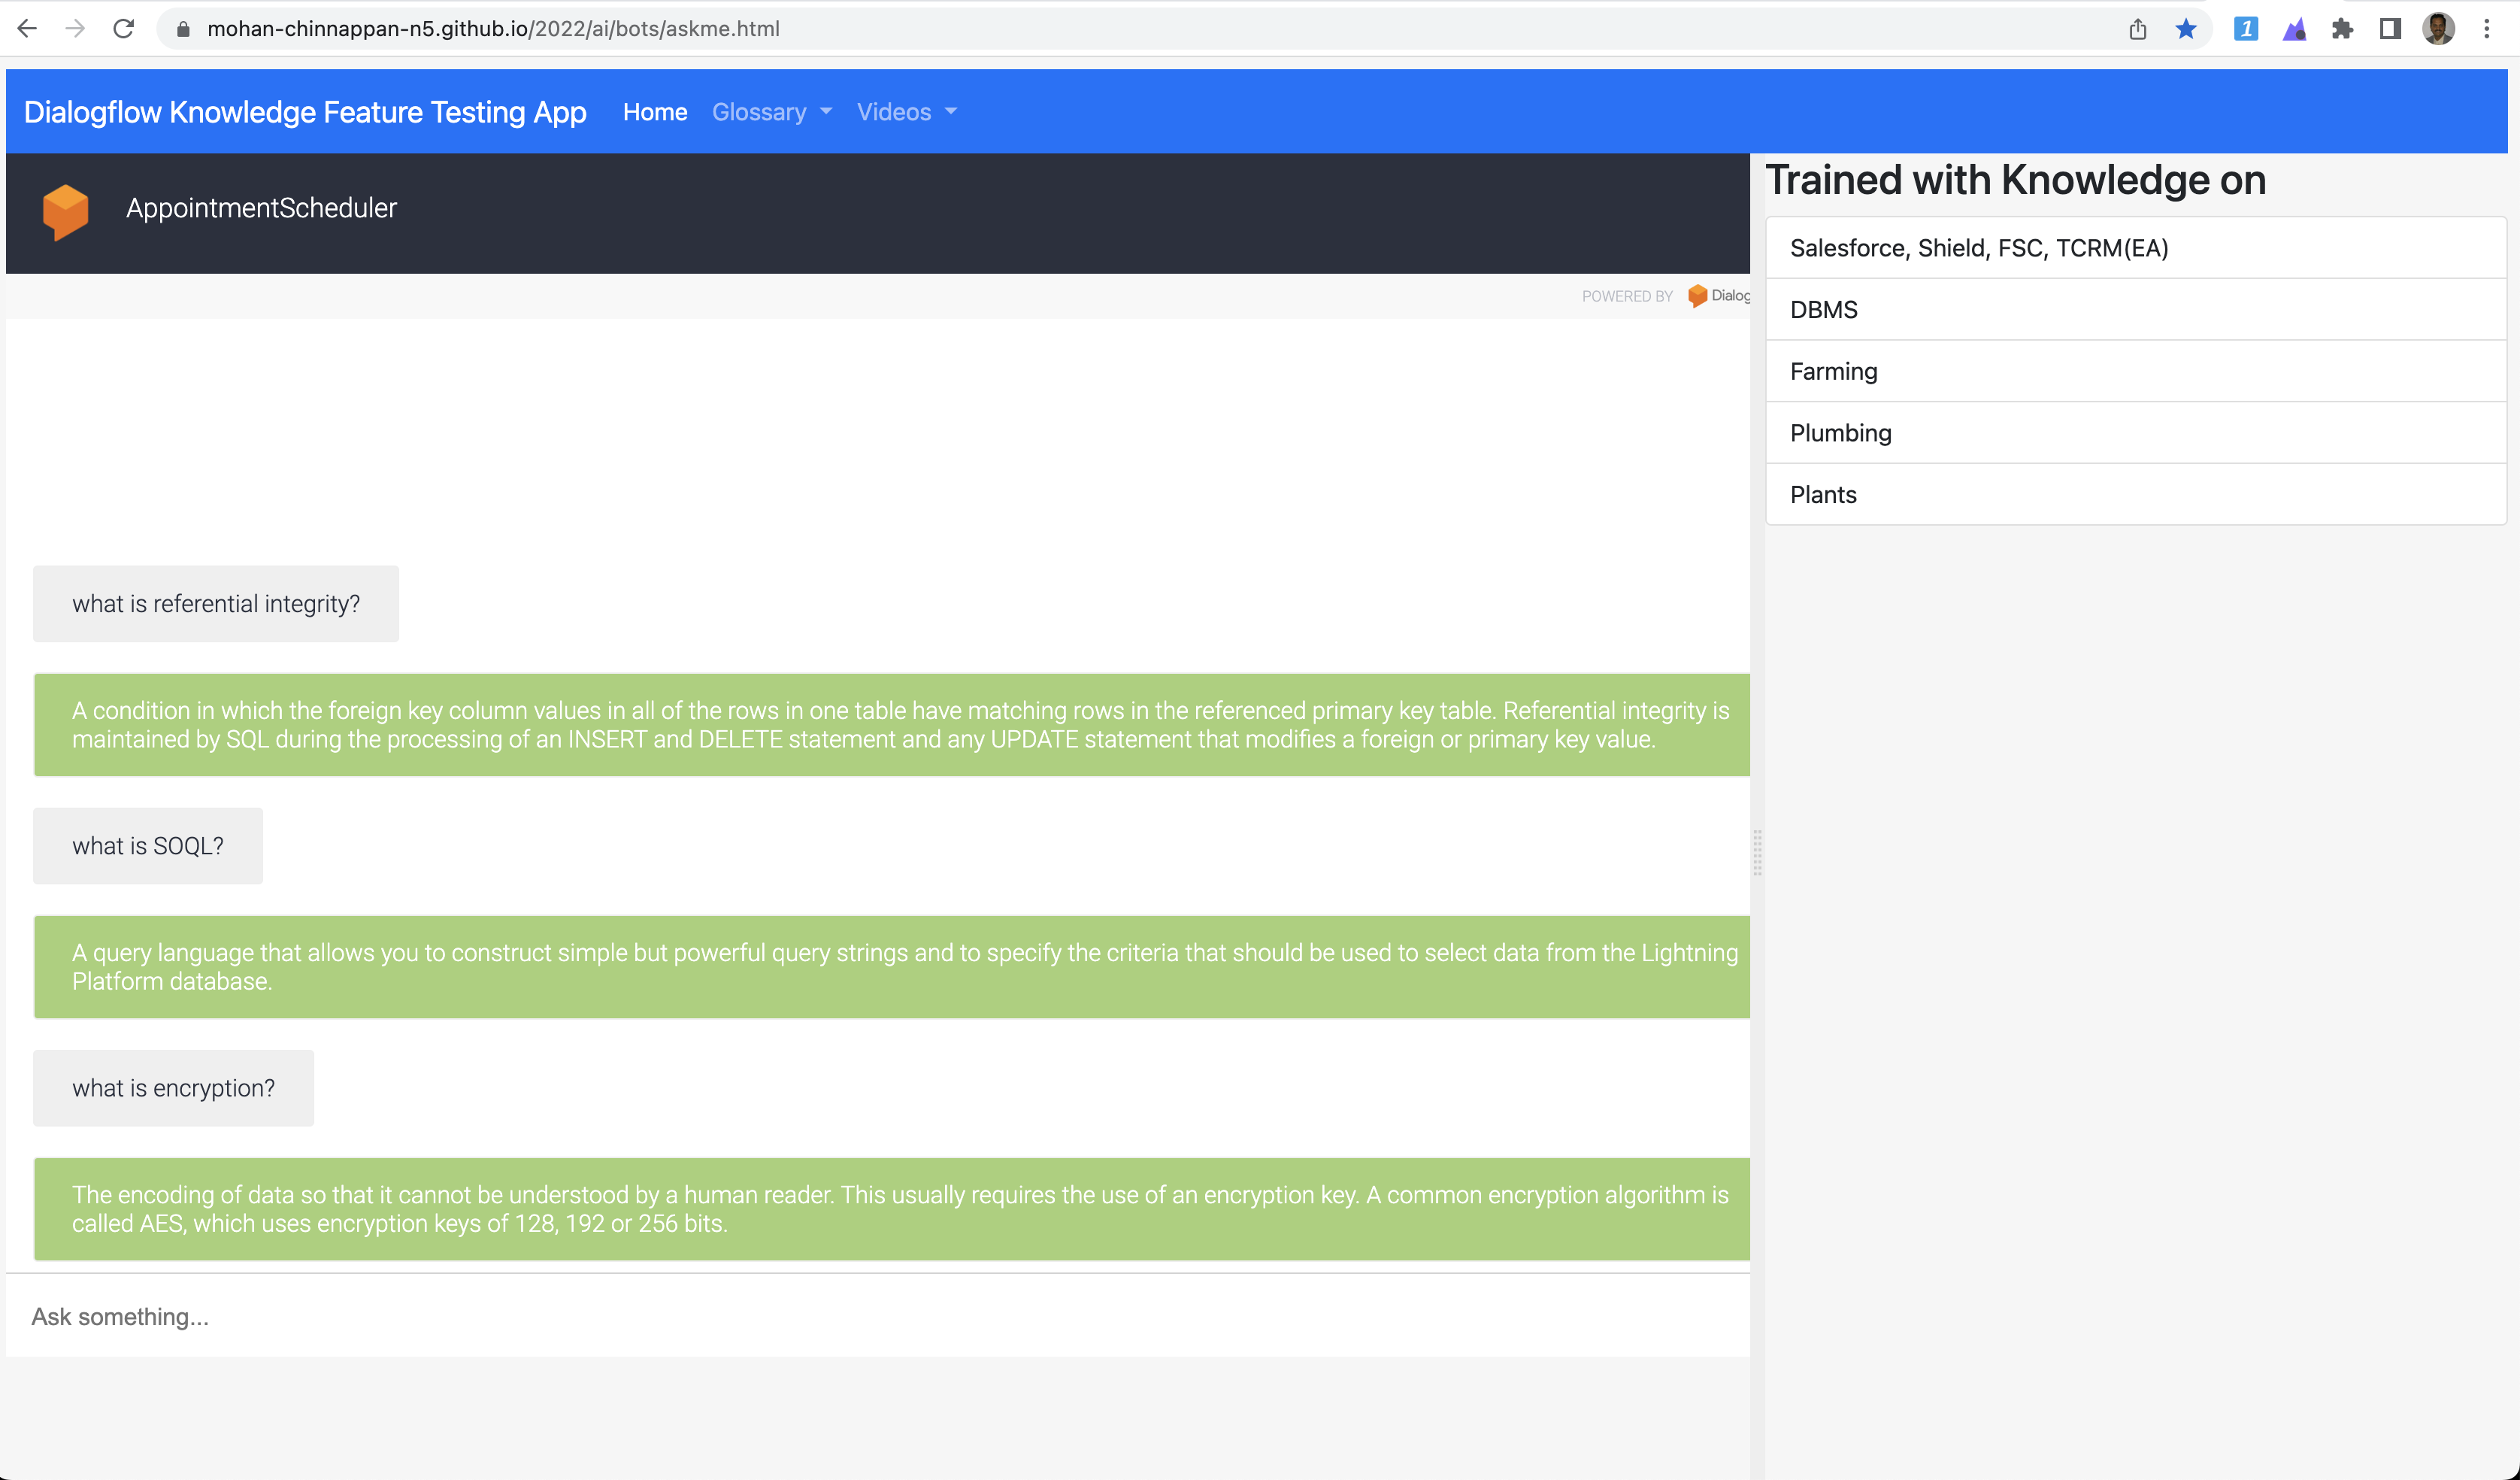 mohan-chinnappan-n5.github.io/2022/ai/bots/askme.html
1
Dialogflow Knowledge Feature Testing App Home Glossary Videos
AppointmentScheduler
POWERED BY Dialog
what is referential integrity?
A condition in which the foreign key column values in all of the rows in one table have matching rows in the referenced primary key table. Referential integrity is
maintained by SQL during the processing of an INSERT and DELETE statement and any UPDATE statement that modifies a foreign or primary key value.
what is SOQL?
A query language that allows you to construct simple but powerful query strings and to specify the criteria that should be used to select data from the Lightning
Platform database.
what is encryption?
The encoding of data so that it cannot be understood by a human reader. This usually requires the use of an encryption key. A common encryption algorithm is
called AES, which uses encryption keys of 128, 192 or 256 bits.
Ask something...
Trained with Knowledge on
Salesforce, Shield, FSC, TCRM(EA)
DBMS
Farming
Plumbing
Plants